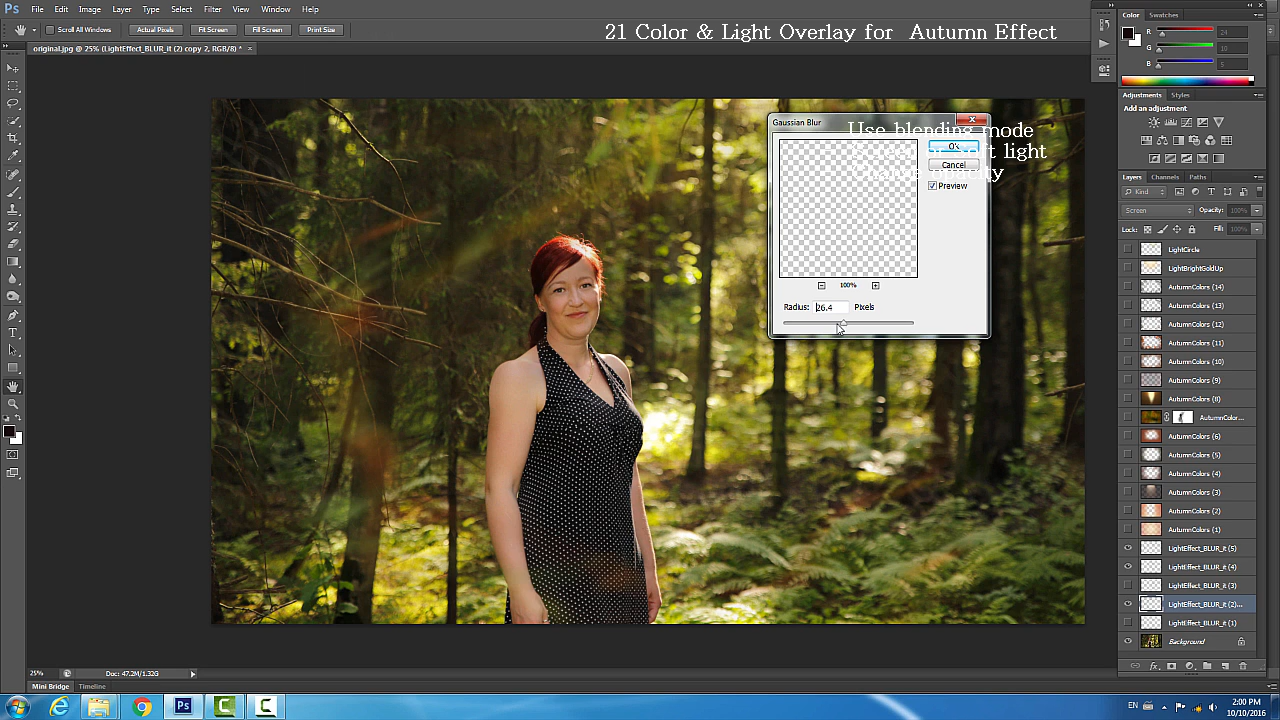 Ps File Edit Image Layer Type Select Filter View Window Help
Scroll All Windows Actual Pixels Fit Screen Fill Screen Print Size
21 Color & Light Overlay for Autumn Effect
original.jpg @ 25% (LightEffect_BLUR_it (2) copy 2, RGB/8) * ×
Gaussian Blur
Use blending mode
light
OK
Cancel
Preview
100%
Radius: 26.4 Pixels
Color Swatches
R 24
G 10
B 5
Adjustments Styles
Add an adjustment
Layers Channels Paths
Kind
Screen Opacity: 100%
Lock: Fill: 100%
LightCircle
LightBrightGoldUp
AutumnColors (14)
AutumnColors (13)
AutumnColors (12)
AutumnColors (11)
AutumnColors (10)
AutumnColors (9)
AutumnColors (8)
AutumnColor...
AutumnColors (6)
AutumnColors (5)
AutumnColors (4)
AutumnColors (3)
AutumnColors (2)
AutumnColors (1)
LightEffect_BLUR_it (5)
LightEffect_BLUR_it (4)
LightEffect_BLUR_it (3)
LightEffect_BLUR_it (2)...
LightEffect_BLUR_it (1)
Background
25% Doc: 47.2M/1.32G
Mini Bridge Timeline
Ps
EN
2:00 PM
10/10/2016